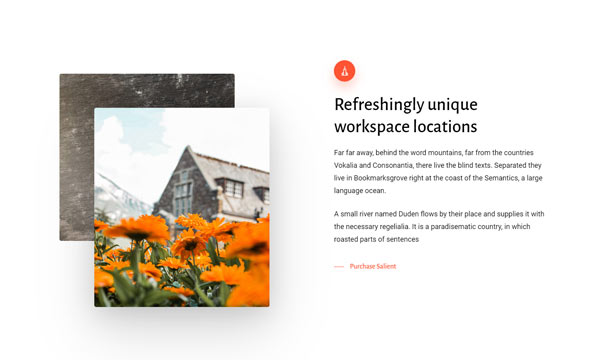 Refreshingly unique
workspace locations
Far far away, behind the word mountains, far from the countries
Vokalia and Consonantia, there live the blind texts. Separated they
live in Bookmarksgrove right at the coast of the Semantics, a large
language ocean.
A small river named Duden flows by their place and supplies it with
the necessary regelialia. It is a paradisematic country, in which
roasted parts of sentences
Purchase Salient